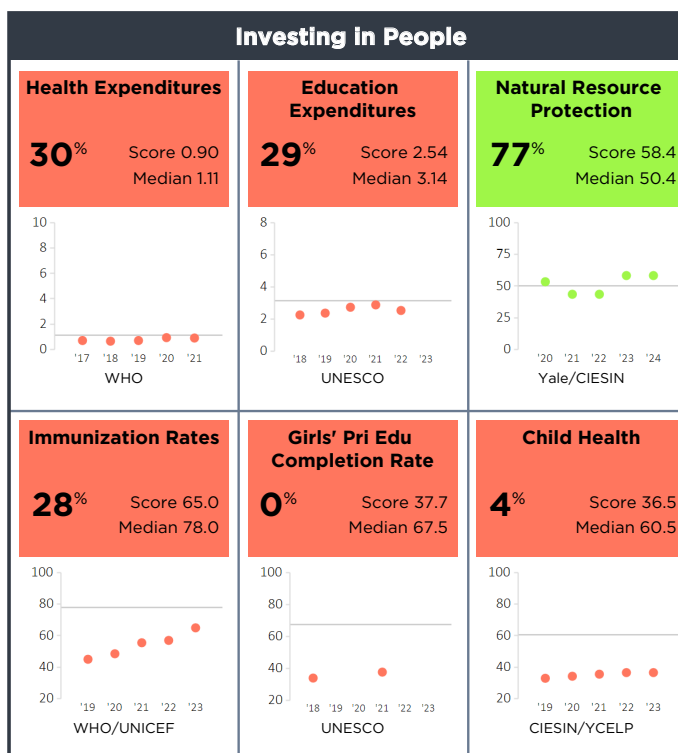 Investing in People
Health Expenditures
30%
Score 0.90
Median 1.11
10
8
6
4
2
0
'17 '18 '19 '20 '21
WHO
Education
Expenditures
29%
Score 2.54
Median 3.14
8
6
4
2
0
'18 '19 '20 '21 '22 '23
UNESCO
Natural Resource
Protection
77%
Score 58.4
Median 50.4
100
75
50
25
0
'20 '21 '22 '23 '24
Yale/CIESIN
Immunization Rates
28%
Score 65.0
Median 78.0
100
80
60
40
20
'19 '20 '21 '22 '23
WHO/UNICEF
Girls' Pri Edu
Completion Rate
0%
Score 37.7
Median 67.5
100
80
60
40
20
'18 '19 '20 '21 '22 '23
UNESCO
Child Health
4%
Score 36.5
Median 60.5
100
80
60
40
20
'19 '20 '21 '22 '23
CIESIN/YCELP